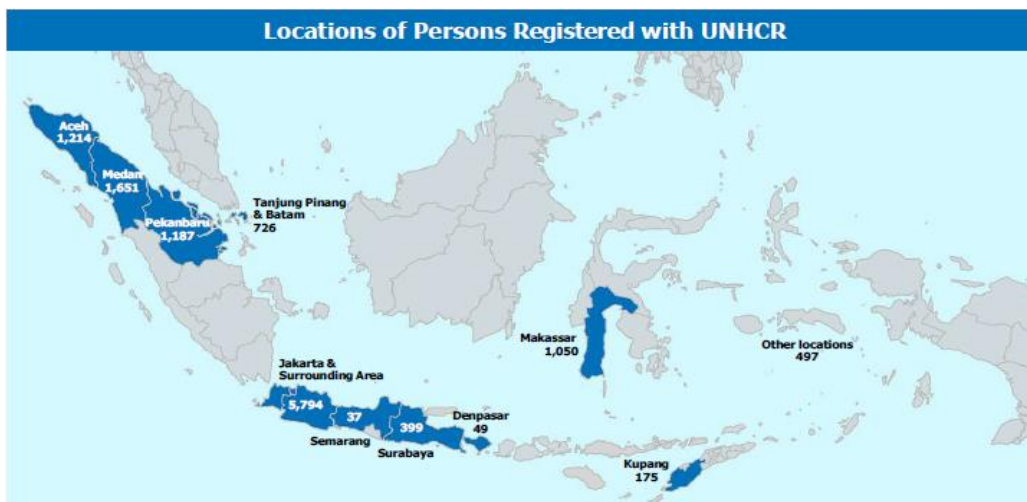 Locations of Persons Registered with UNHCR
Aceh
1,214
Medan
1,651
Pekanbaru
1,187
Tanjung Pinang
& Batam
726
Makassar
1,050
Other locations
497
Jakarta &
Surrounding Area
5,794
37
Semarang
399
Surabaya
Denpasar
49
Kupang
175